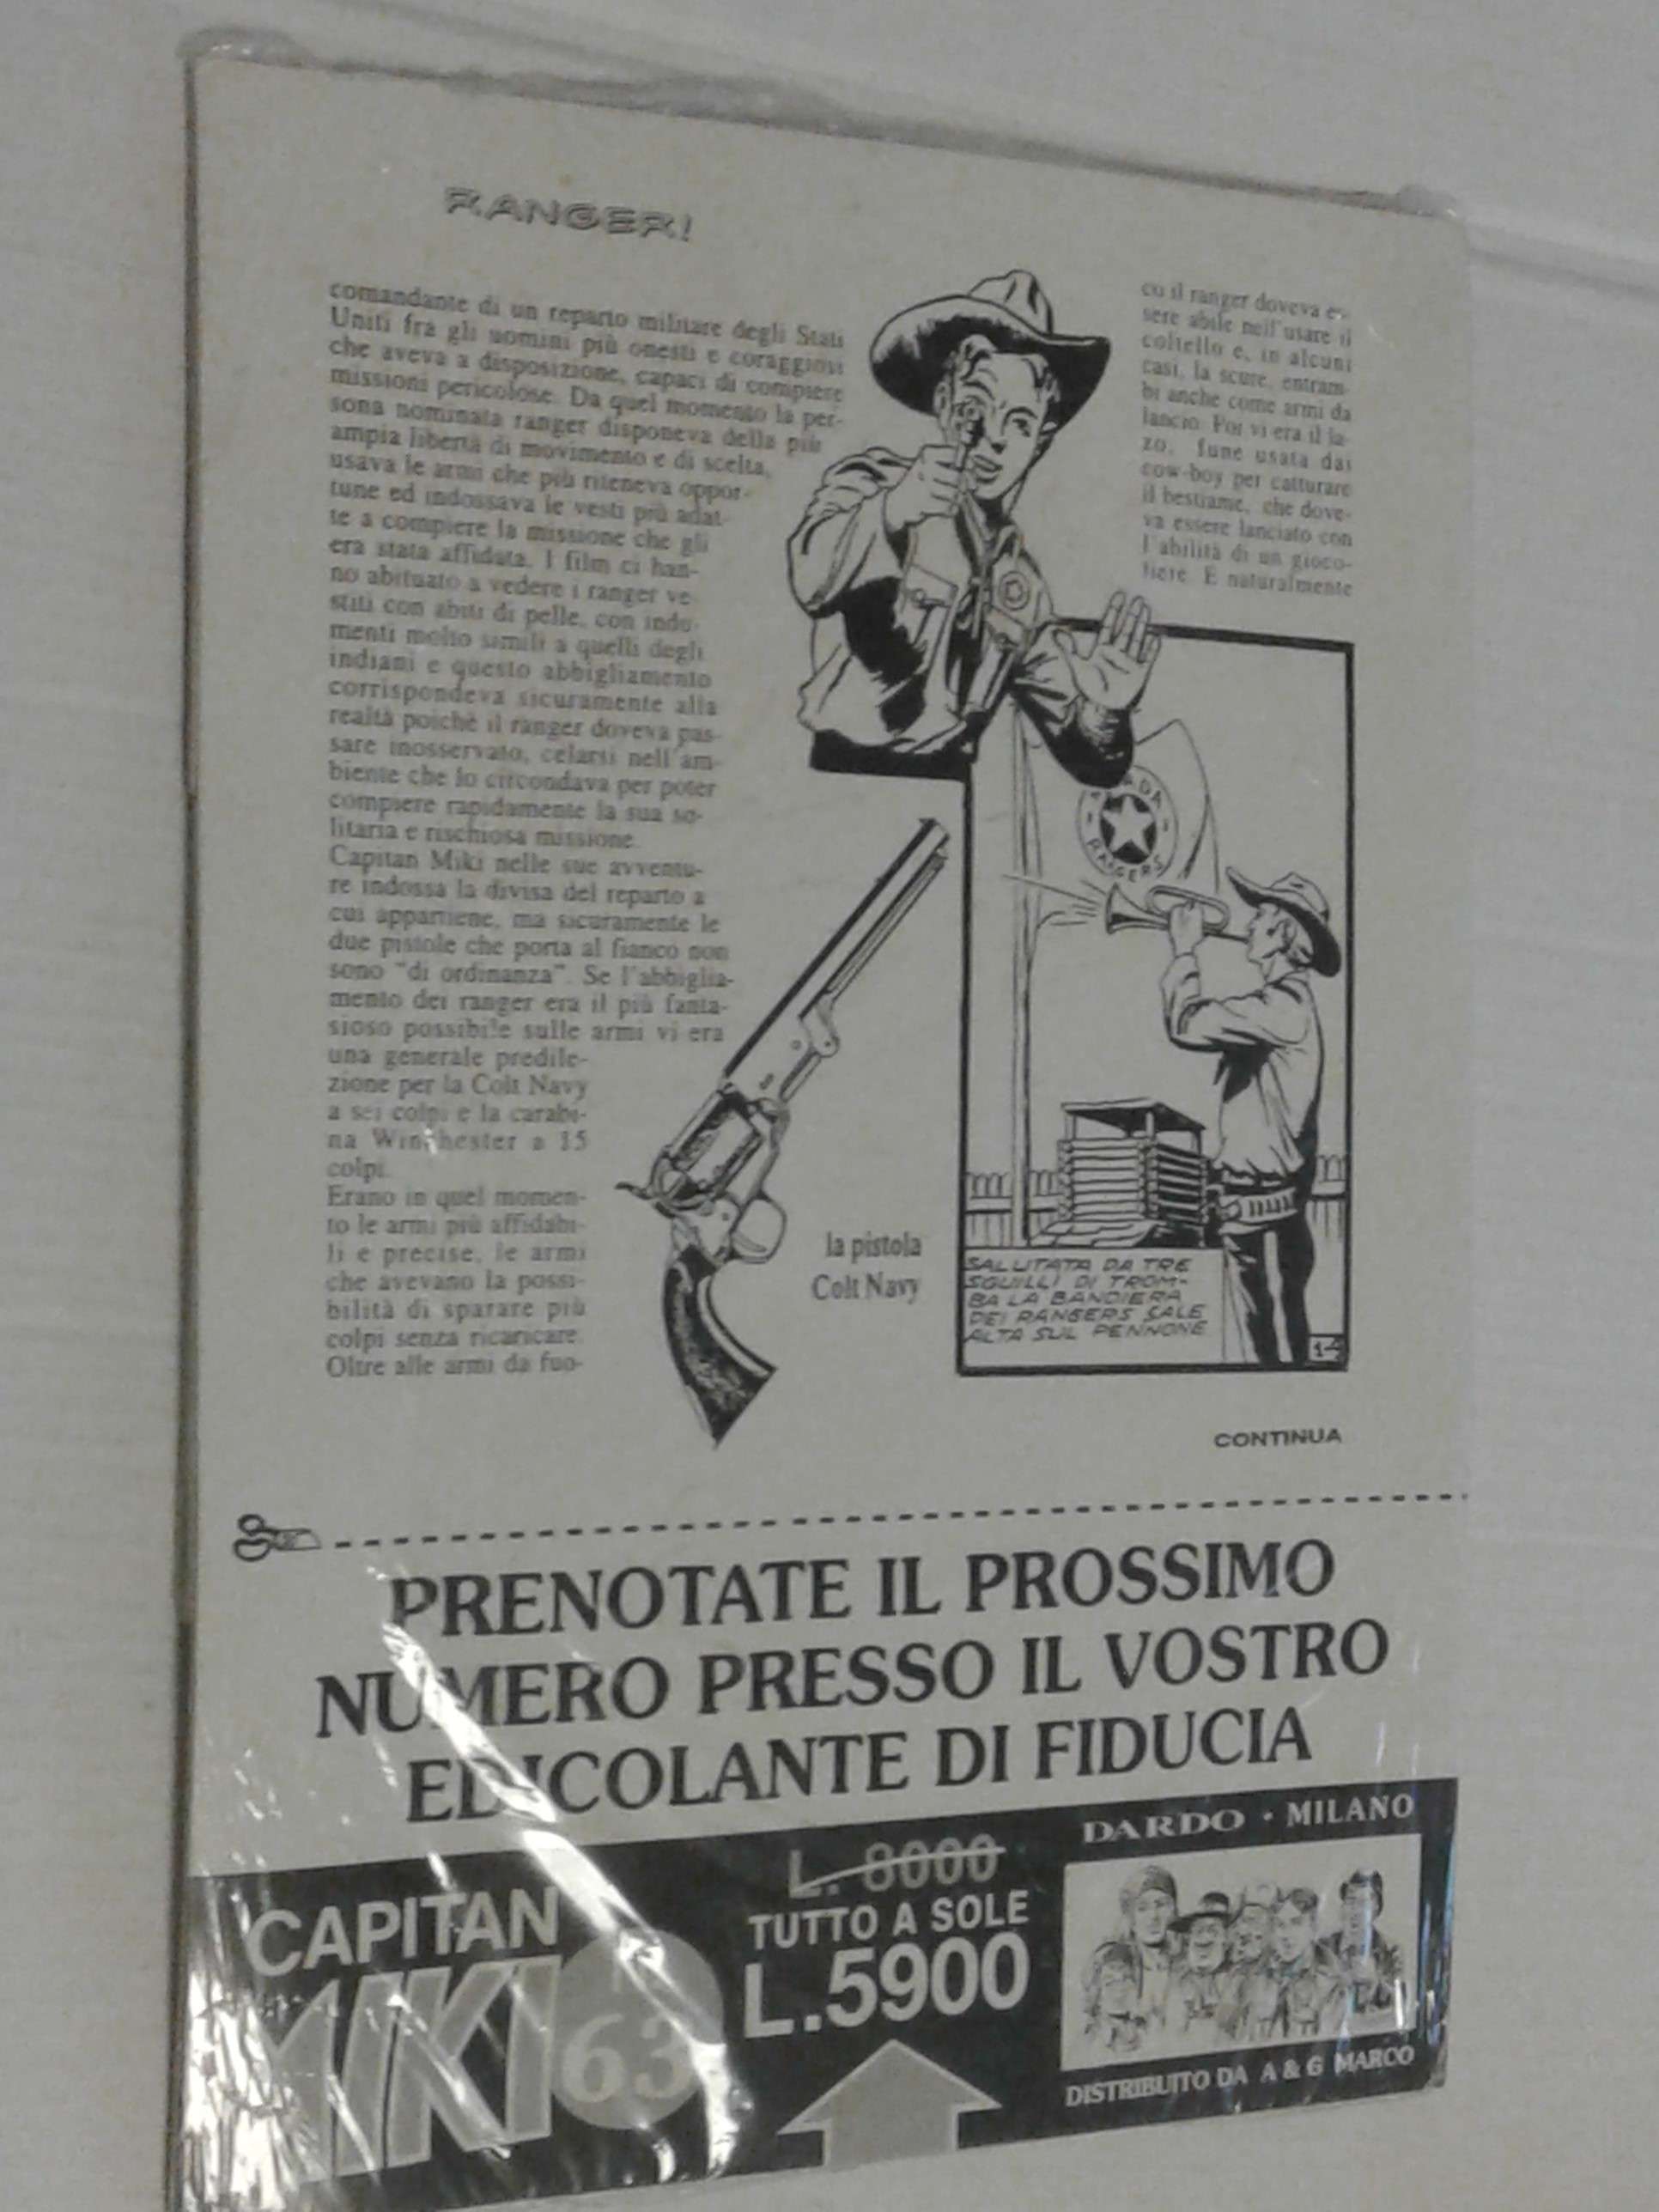 RANGER!
comandante di un reparto militare degli Stati
Uniti fra gli uomini più onesti e coraggiosi
che aveva a disposizione, capaci di compiere
missioni pericolose. Da quel momento la per-
sona nominata ranger disponeva della più
ampia libertà di movimento e di scelta,
usava le armi che più riteneva oppor-
tune ed indossava le vesti più adat-
te a compiere la missione che gli
era stata affidata. I film ci han-
no abituato a vedere i ranger ve-
stiti con abiti di pelle, con indu-
menti molto simili a quelli degli
indiani e questo abbigliamento
corrispondeva sicuramente alla
realtà poichè il ranger doveva pas-
sare inosservato, celarsi nell'am-
biente che lo circondava per poter
compiere rapidamente la sua so-
litaria e rischiosa missione.
Capitan Miki nelle sue avventu-
re indossa la divisa del reparto a
cui appartiene, ma sicuramente le
due pistole che porta al fianco non
sono "di ordinanza". Se l'abbiglia-
mento dei ranger era il più fanta-
sioso possibile sulle armi vi era
una generale predile-
zione per la Colt Navy
a sei colpi e la carabi-
na Winchester a 15
colpi.
Erano in quel momen-
to le armi più affidabi-
li e precise, le armi
che avevano la possi-
bilità di sparare più
colpi senza ricaricare.
Oltre alle armi da fuo-
co il ranger doveva es-
sere abile nell'usare il
coltello e, in alcuni
casi, la scure, entram-
bi anche come armi da
lancio. Poi vi era il la-
zo, fune usata dai
cow-boy per catturare
il bestiame, che dove-
va essere lanciato con
l'abilità di un gioco-
liere. E naturalmente
RANGERS
la pistola
Colt Navy
SALUTATA DA TRE
SQUILLI DI TROM-
BA LA BANDIERA
DEI RANGERS SALE
ALTA SUL PENNONE
1-4
CONTINUA
PRENOTATE IL PROSSIMO
NUMERO PRESSO IL VOSTRO
EDICOLANTE DI FIDUCIA
CAPITAN
MIKI
63
L. 8000
TUTTO A SOLE
L.5900
DARDO · MILANO
DISTRIBUITO DA A & G MARCO